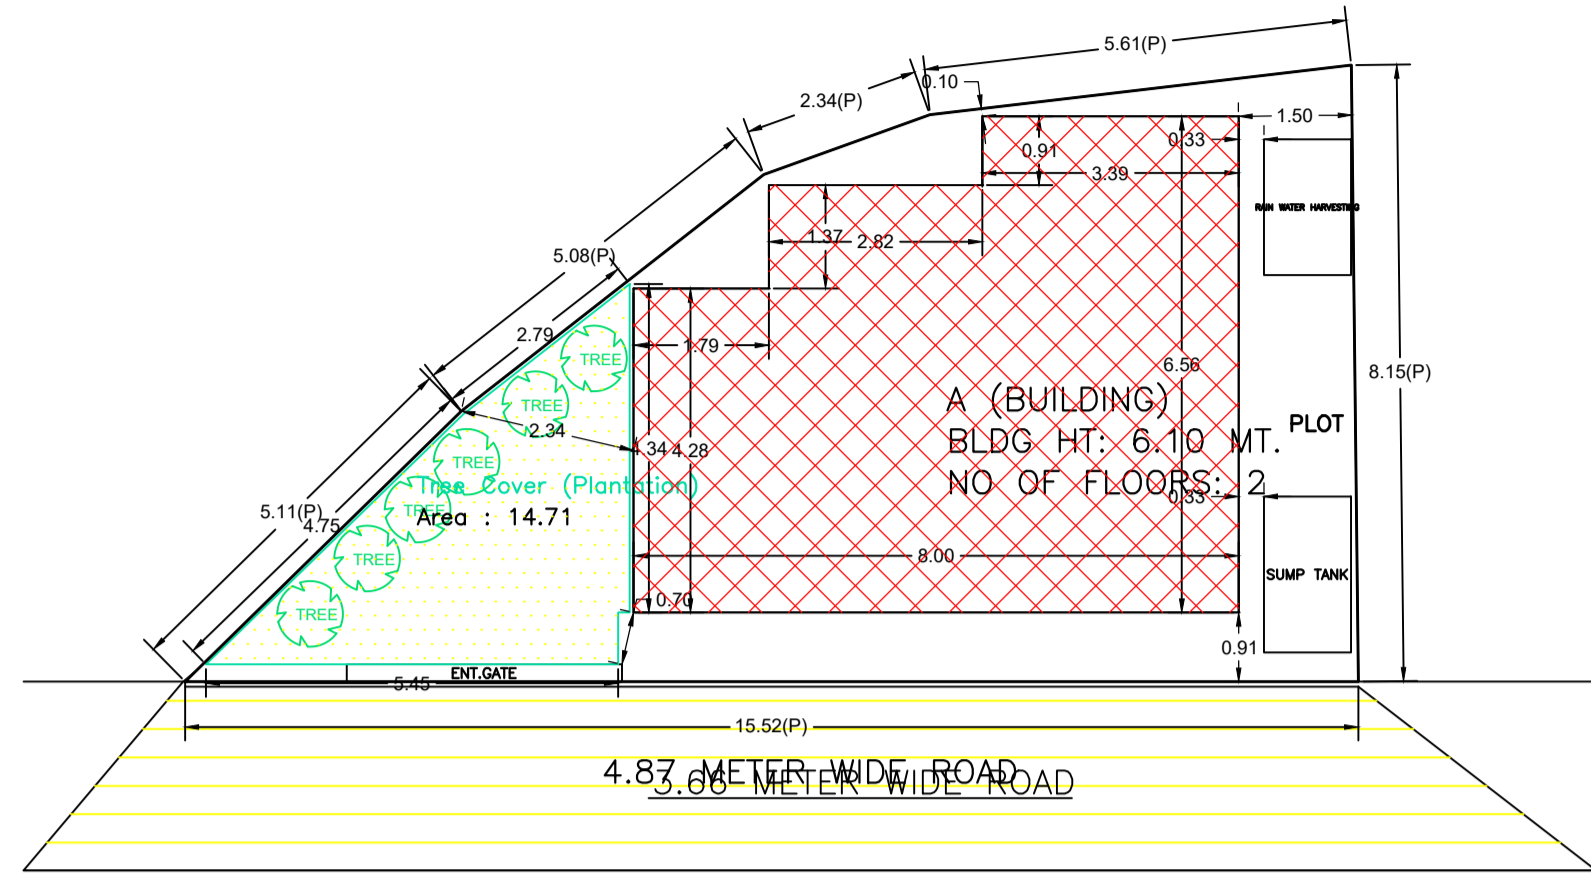 5.61(P)
0.10
2.34(P)
1.50
0.33
0.91
3.39
RAIN WATER HARVESTING
1.37
2.82
5.08(P)
2.79
1.79
TREE
6.56
8.15(P)
A (BUILDING)
TREE
PLOT
2.34
BLDG HT: 6.10 MT.
4.34
4.28
TREE
Tree Cover (Plantation)
NO OF FLOORS: 2
0.33
5.11(P)
TREE
Area : 14.71
4.75
TREE
8.00
SUMP TANK
0.70
TREE
0.91
ENT.GATE
5.45
15.52(P)
4.87 METER WIDE ROAD
3.66 METER WIDE ROAD